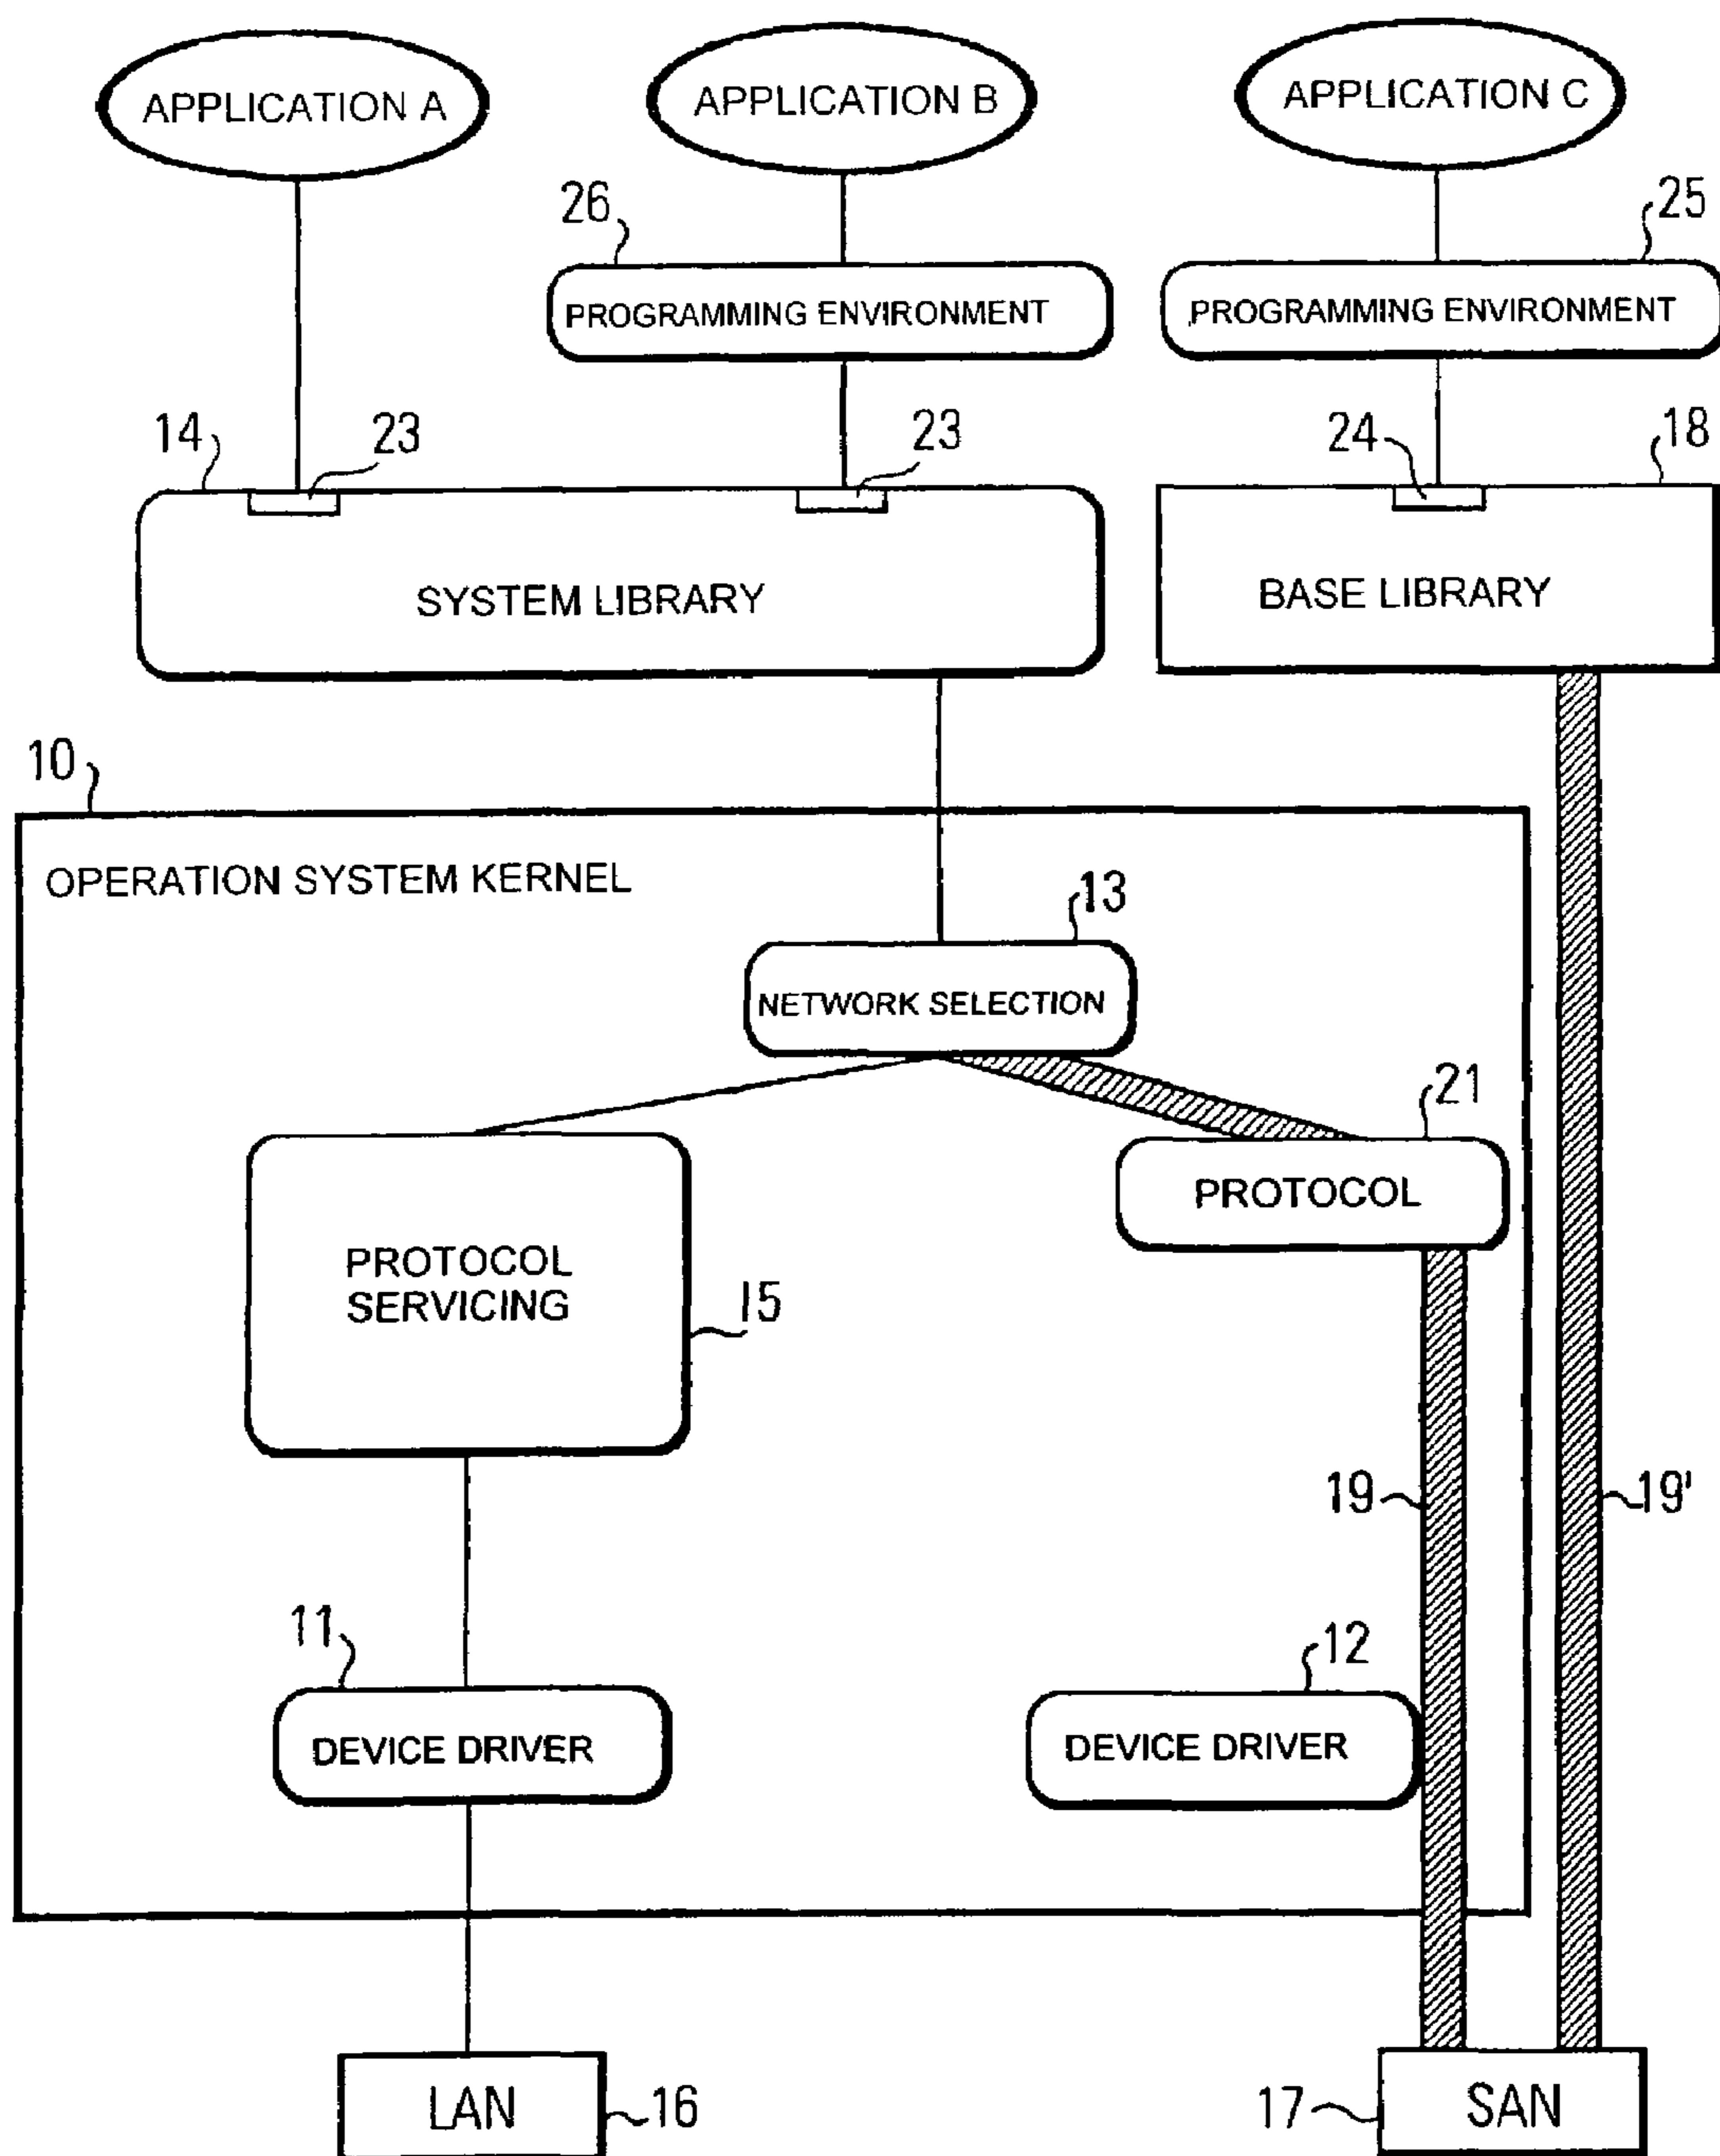 APPLICATION A
APPLICATION B
APPLICATION C
26
25
PROGRAMMING ENVIRONMENT
PROGRAMMING ENVIRONMENT
14
23
23
24
18
SYSTEM LIBRARY
BASE LIBRARY
10
OPERATION SYSTEM KERNEL
13
NETWORK SELECTION
21
PROTOCOL
PROTOCOL
SERVICING
15
19
19'
11
12
DEVICE DRIVER
DEVICE DRIVER
LAN
16
17
SAN